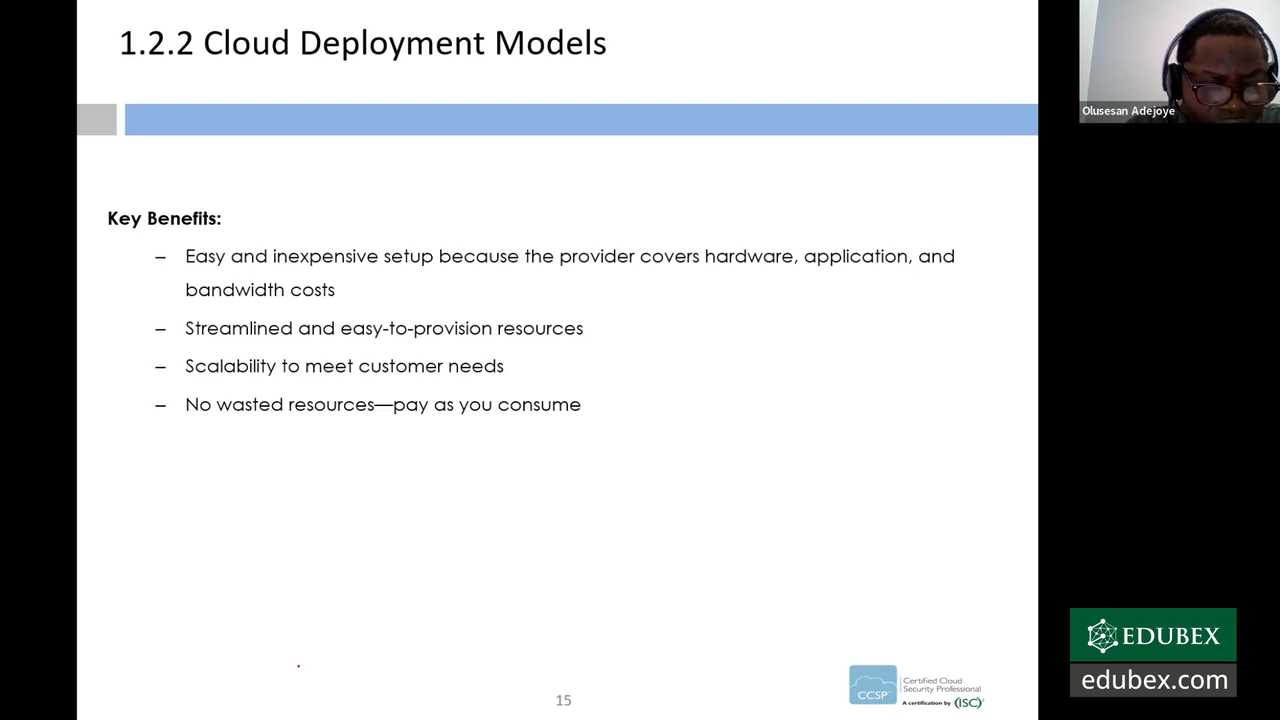 1.2.2 Cloud Deployment Models
Olusesan Adejoye
Key Benefits:
– Easy and inexpensive setup because the provider covers hardware, application, and
bandwidth costs
– Streamlined and easy-to-provision resources
– Scalability to meet customer needs
– No wasted resources—pay as you consume
15
CCSP
Certified Cloud
Security Professional
A certification by (ISC)²
EDUBEX
edubex.com